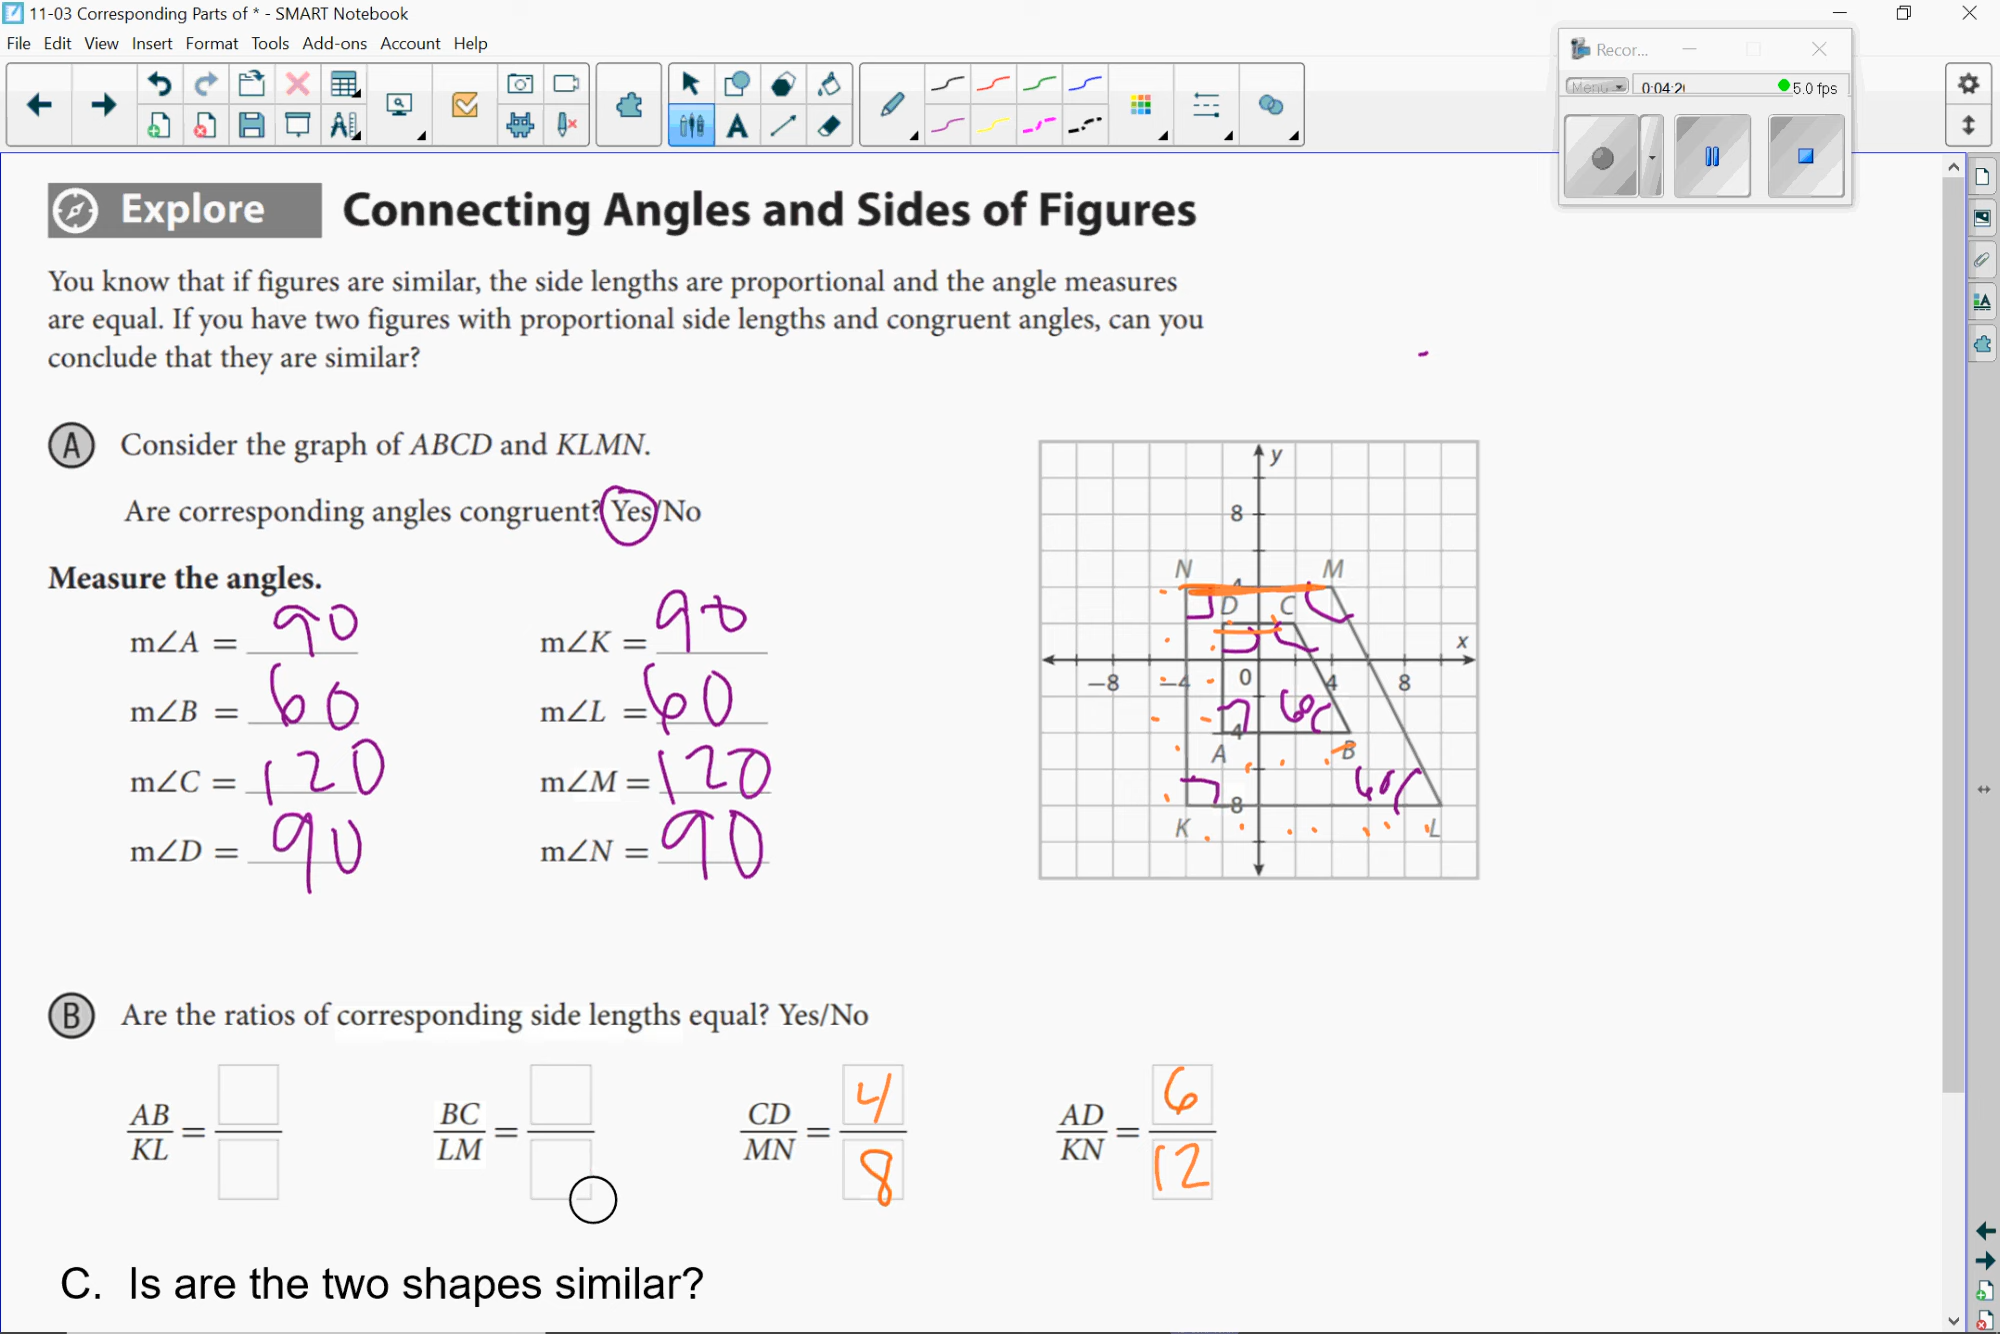 11-03 Corresponding Parts of * - SMART Notebook
File Edit View Insert Format Tools Add-ons Account Help
Recor...
Menu 0:04:2 5.0 fps
Explore Connecting Angles and Sides of Figures
You know that if figures are similar, the side lengths are proportional and the angle measures
are equal. If you have two figures with proportional side lengths and congruent angles, can you
conclude that they are similar?
A Consider the graph of ABCD and KLMN.
Are corresponding angles congruent? Yes/No
Measure the angles.
m∠A = 90 m∠K = 90
m∠B = 60 m∠L = 60
m∠C = 120 m∠M = 120
m∠D = 90 m∠N = 90
y
8
N 4 M
D C
x
-8 -4 0 4 8
60
-4
A B
60
-8
K L
B Are the ratios of corresponding side lengths equal? Yes/No
AB/KL = BC/LM = CD/MN = 4/8 AD/KN = 6/12
C. Is are the two shapes similar?